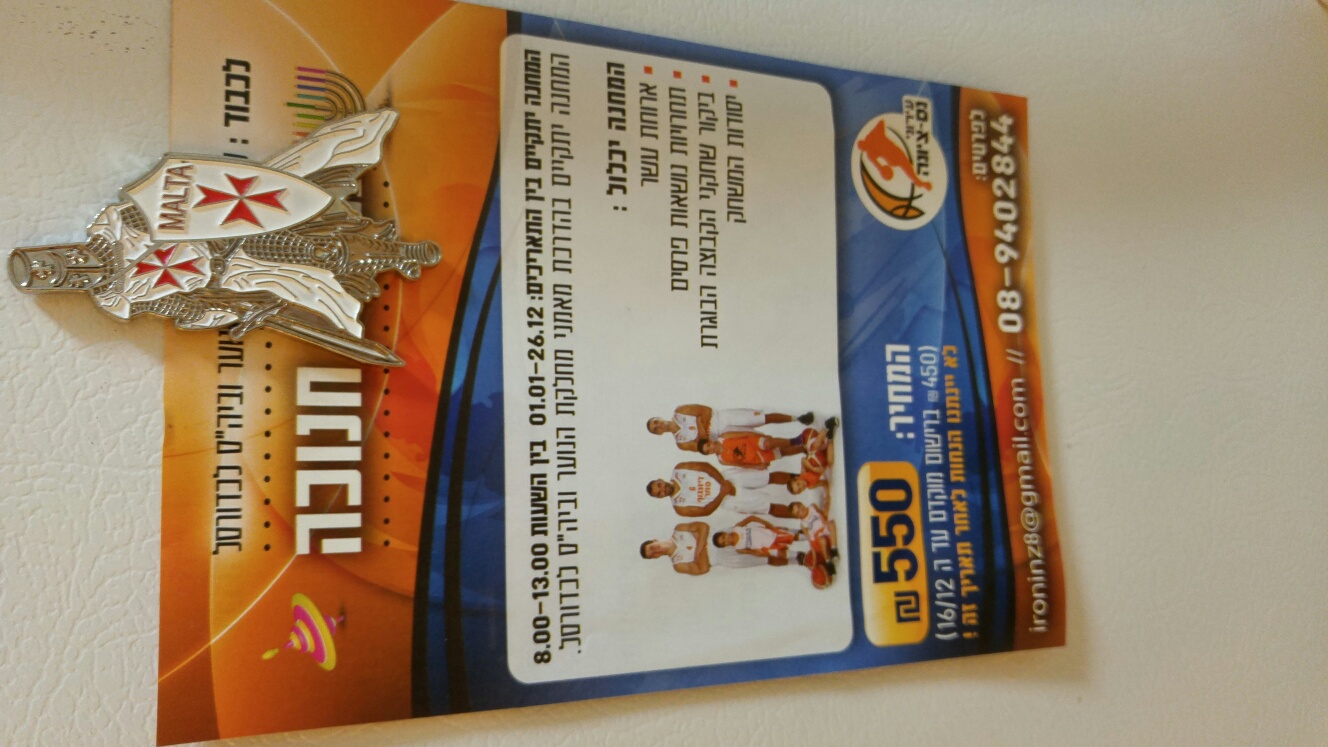 MALTA
לכבוד :
נוער וביה"ס לכדורסל
חנוכה
המחנה יתקיים בין התאריכים: 01.01-26.12 בין השעות 8.00-13.00
המחנה יתקיים בהדרכת מאמני מחלקת הנוער וביה"ס לכדורסל.
המחנה יכלול :
ארוחת עשר
תחרויות נושאות פרסים
ביקור שחקני הקבוצה הבוגרת
יסודות המשחק
המחיר: 550 ₪
(450 ₪ ברישום מוקדם עד ה 16/12)
לא יינתנו הנחות לאחר תאריך זה !
עירוני
נס-ציונה
לפרטים:
ironinz8@gmail.com // 08-9402844